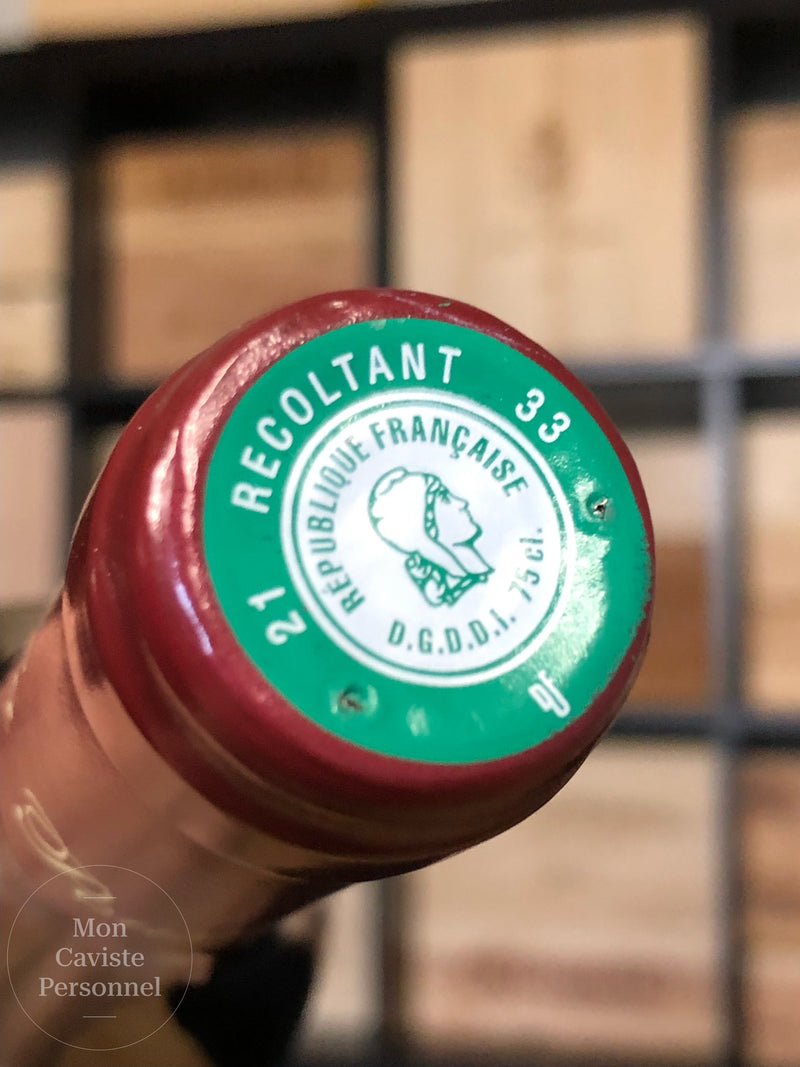 RECOLTANT 33
21
RÉPUBLIQUE FRANÇAISE
D.G.D.D.I. 75 cl.
Mon
Caviste
Personnel